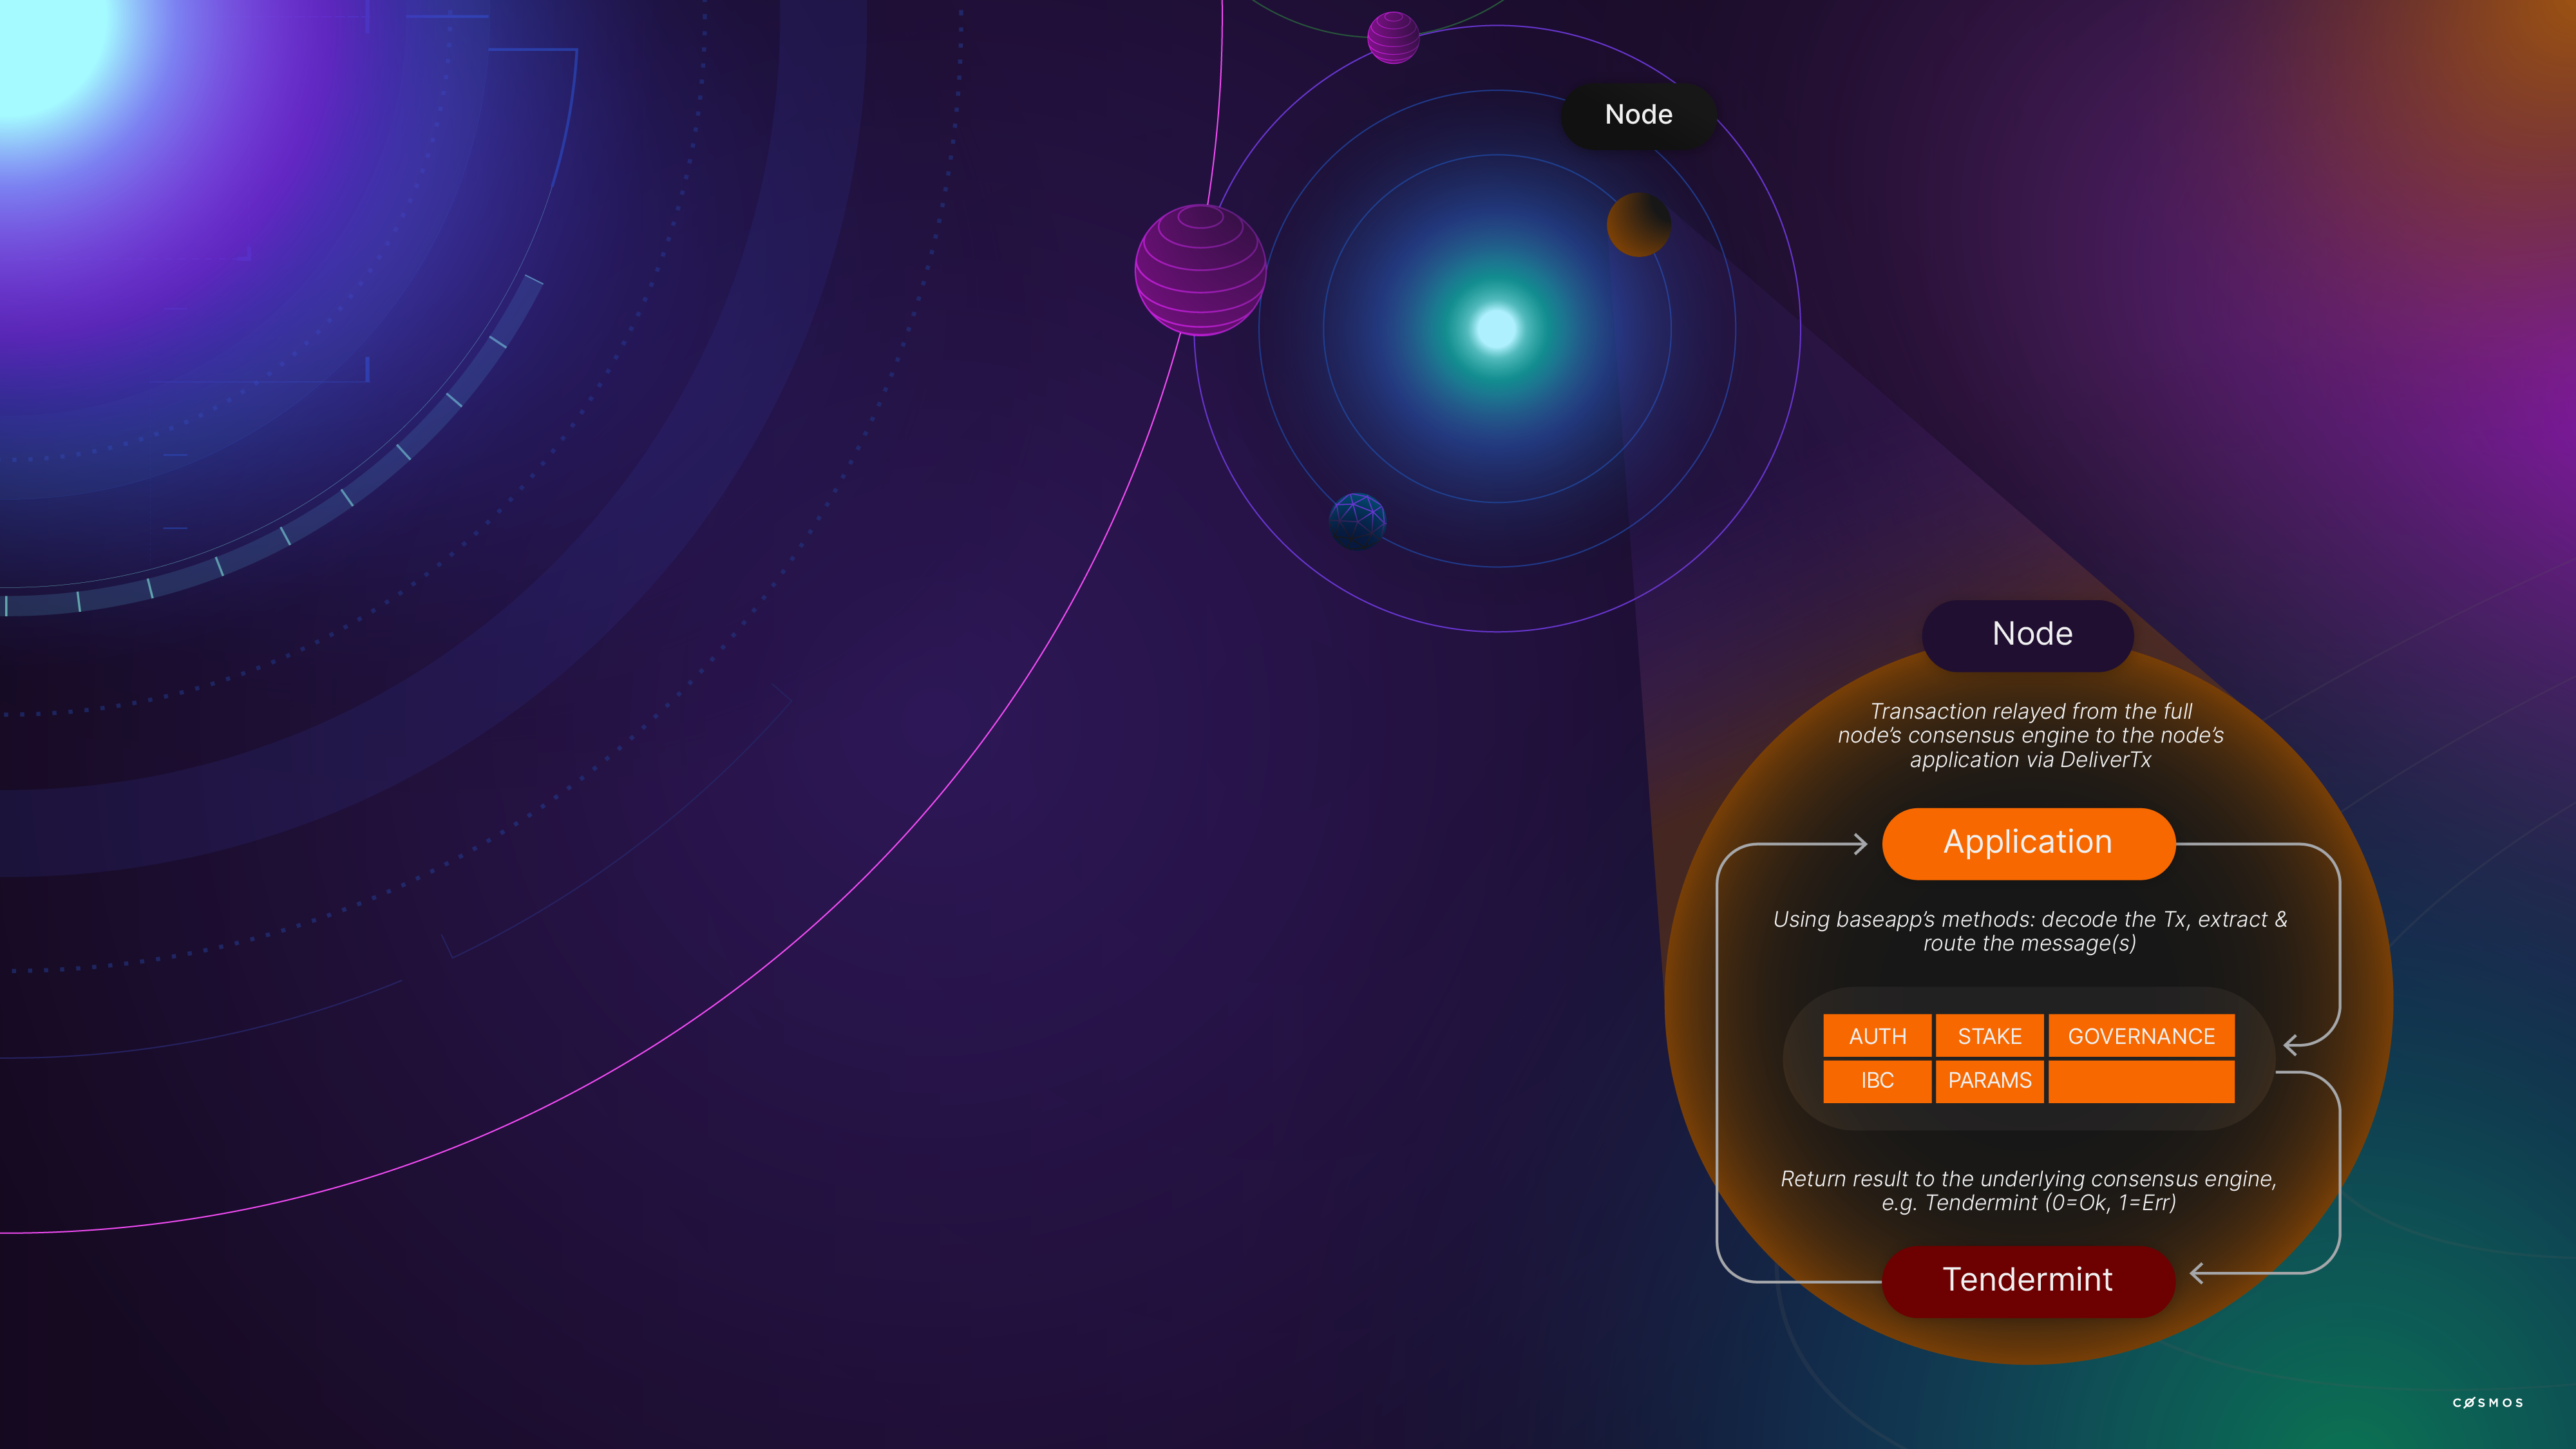 Node
Node
Transaction relayed from the full
node’s consensus engine to the node’s
application via DeliverTx
Application
Using baseapp’s methods: decode the Tx, extract &
route the message(s)
AUTH STAKE GOVERNANCE
IBC PARAMS
Return result to the underlying consensus engine,
e.g. Tendermint (0=Ok, 1=Err)
Tendermint
COSMOS